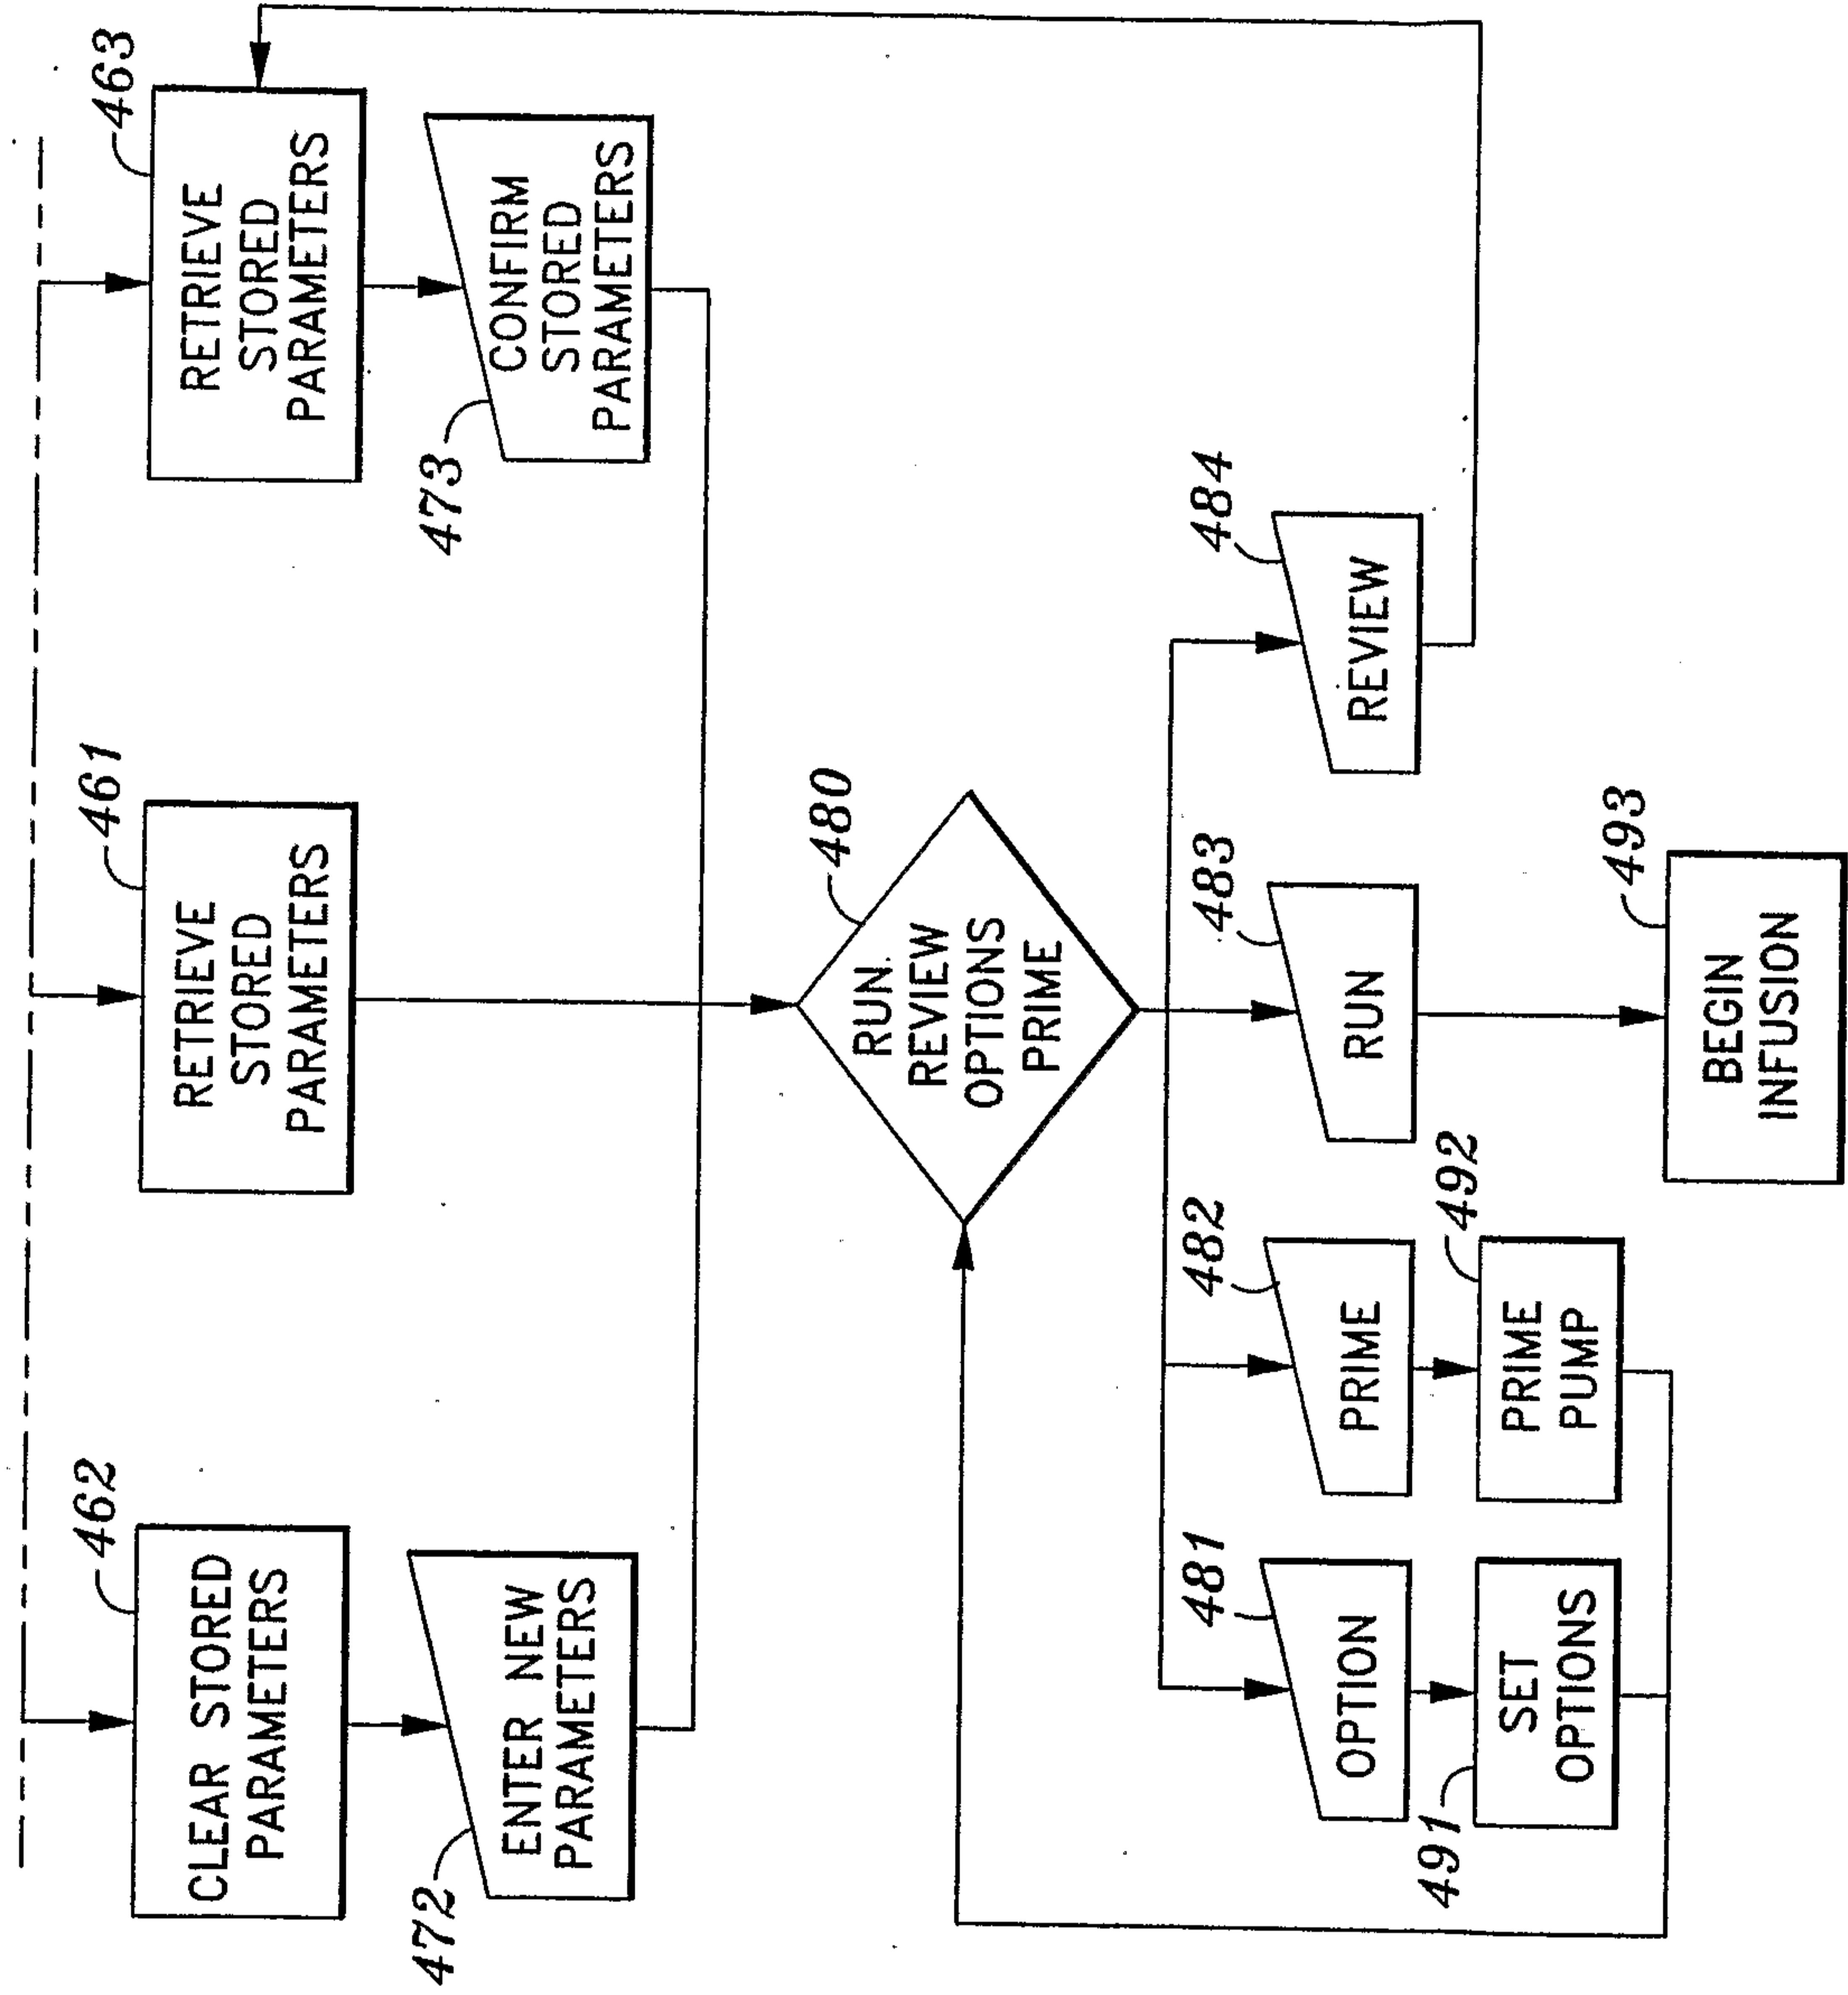 462
CLEAR STORED
PARAMETERS
461
RETRIEVE
STORED
PARAMETERS
463
RETRIEVE
STORED
PARAMETERS
472
ENTER NEW
PARAMETERS
473
CONFIRM
STORED
PARAMETERS
480
RUN
REVIEW
OPTIONS
PRIME
481
OPTION
482
PRIME
483
RUN
484
REVIEW
491
SET
OPTIONS
492
PRIME
PUMP
493
BEGIN
INFUSION